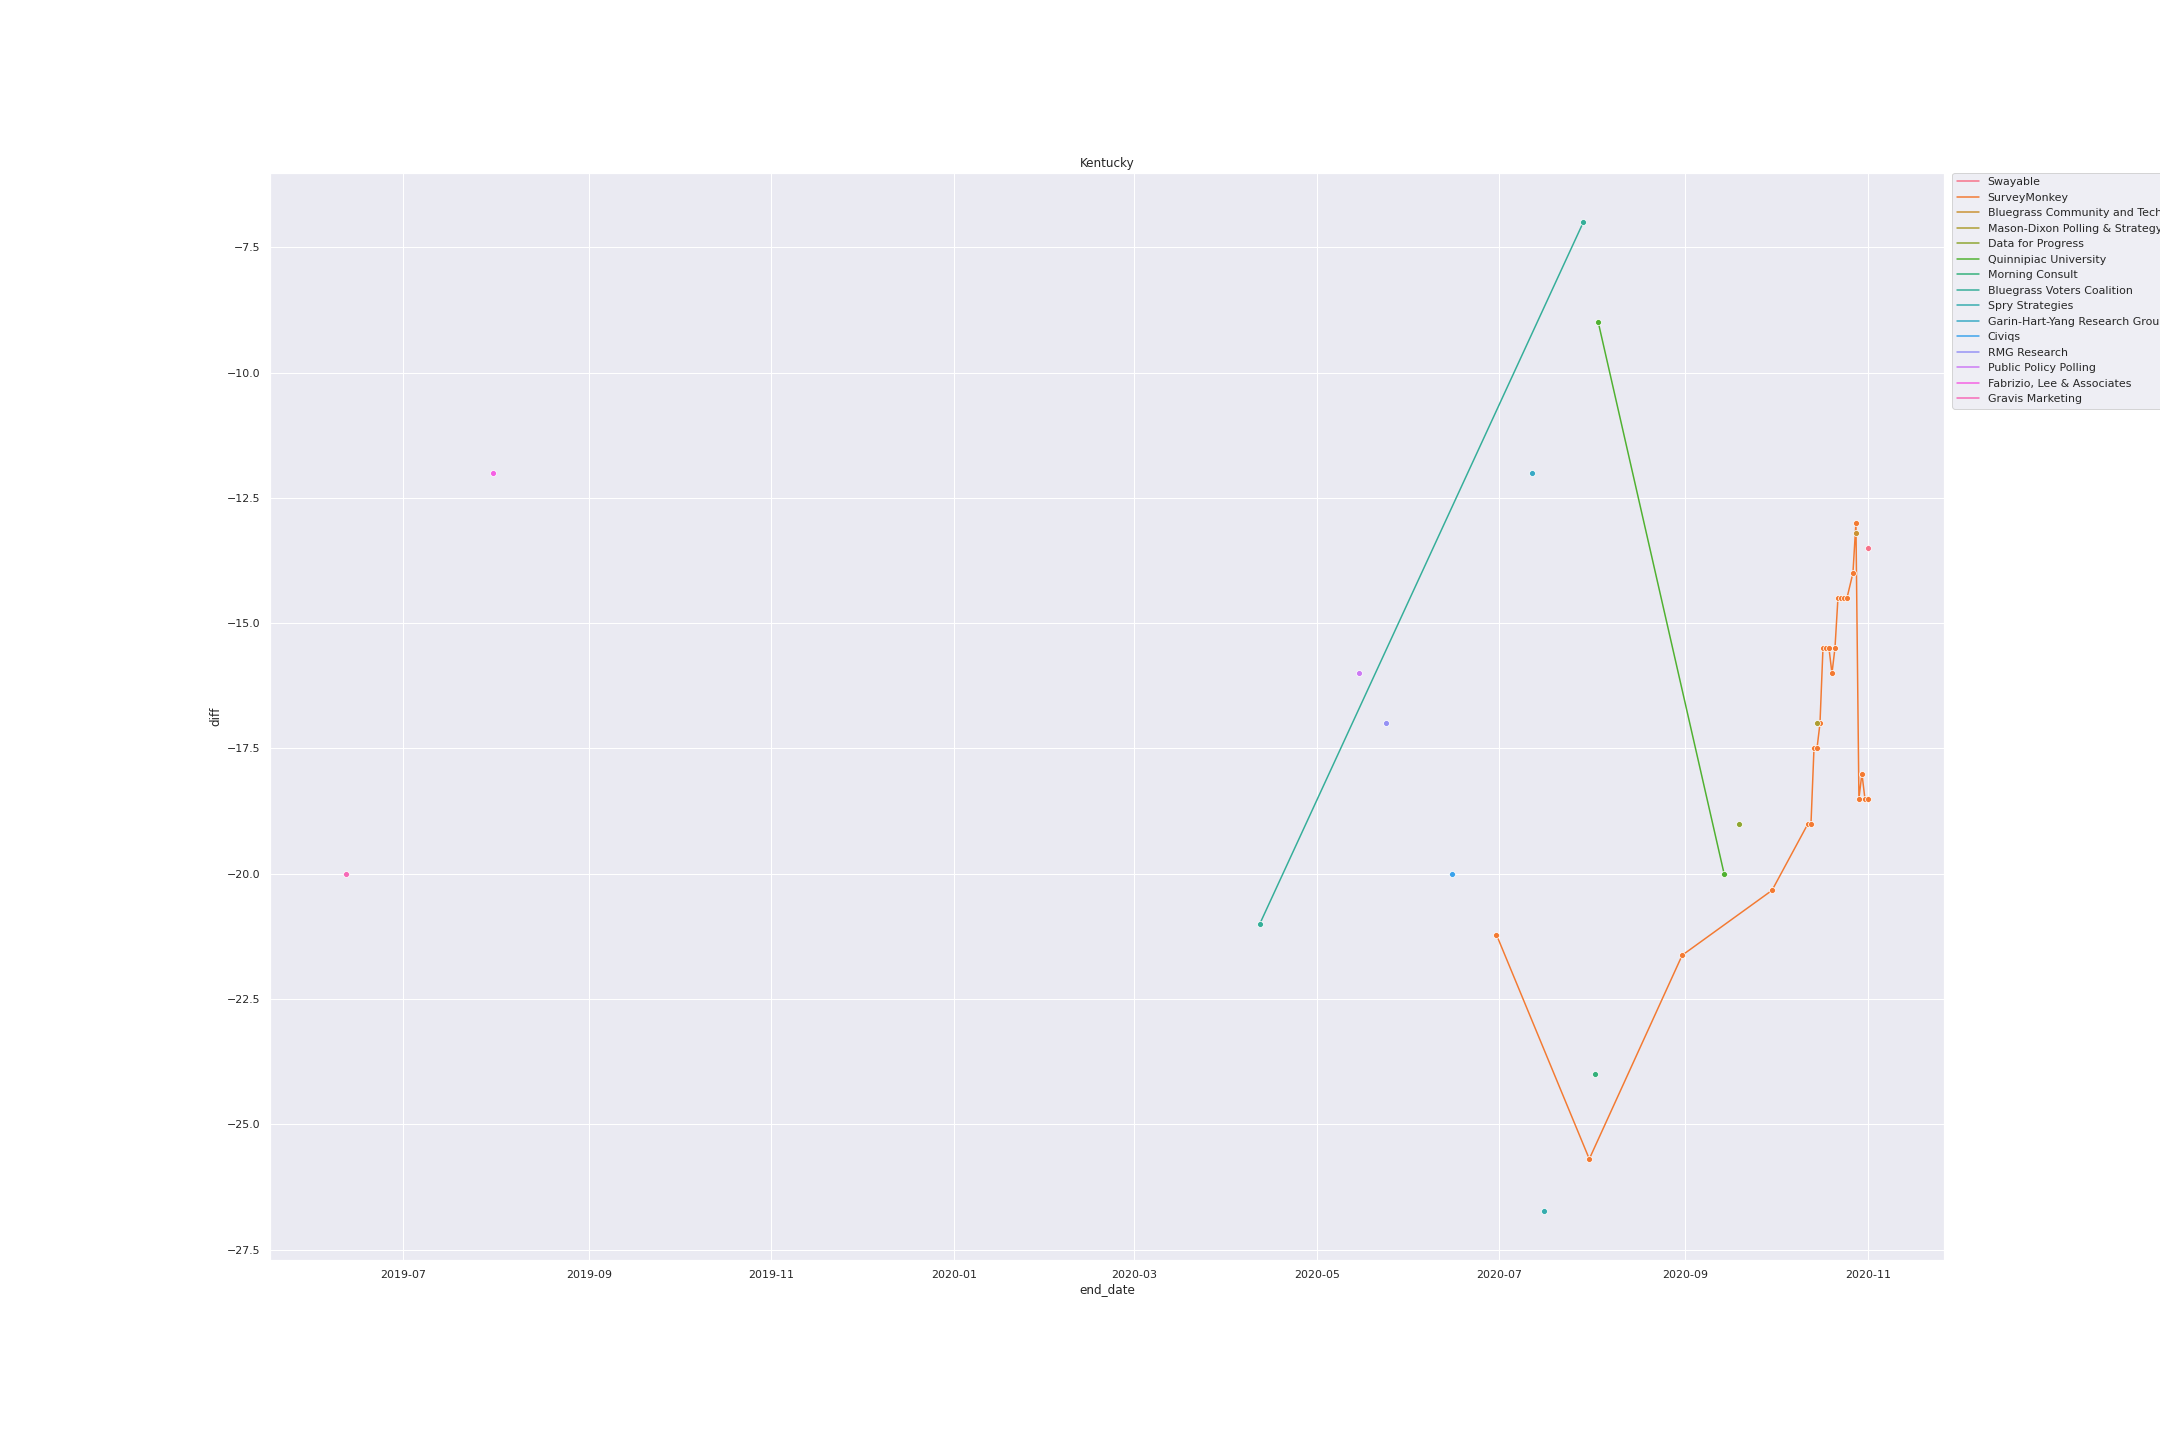 Kentucky
Swayable
SurveyMonkey
Bluegrass Community and Tech
Mason-Dixon Polling & Strategy
Data for Progress
Quinnipiac University
Morning Consult
Bluegrass Voters Coalition
Spry Strategies
Garin-Hart-Yang Research Grou
Civiqs
RMG Research
Public Policy Polling
Fabrizio, Lee & Associates
Gravis Marketing
−7.5
−10.0
−12.5
−15.0
−17.5
−20.0
−22.5
−25.0
−27.5
diff
2019-07 2019-09 2019-11 2020-01 2020-03 2020-05 2020-07 2020-09 2020-11
end_date